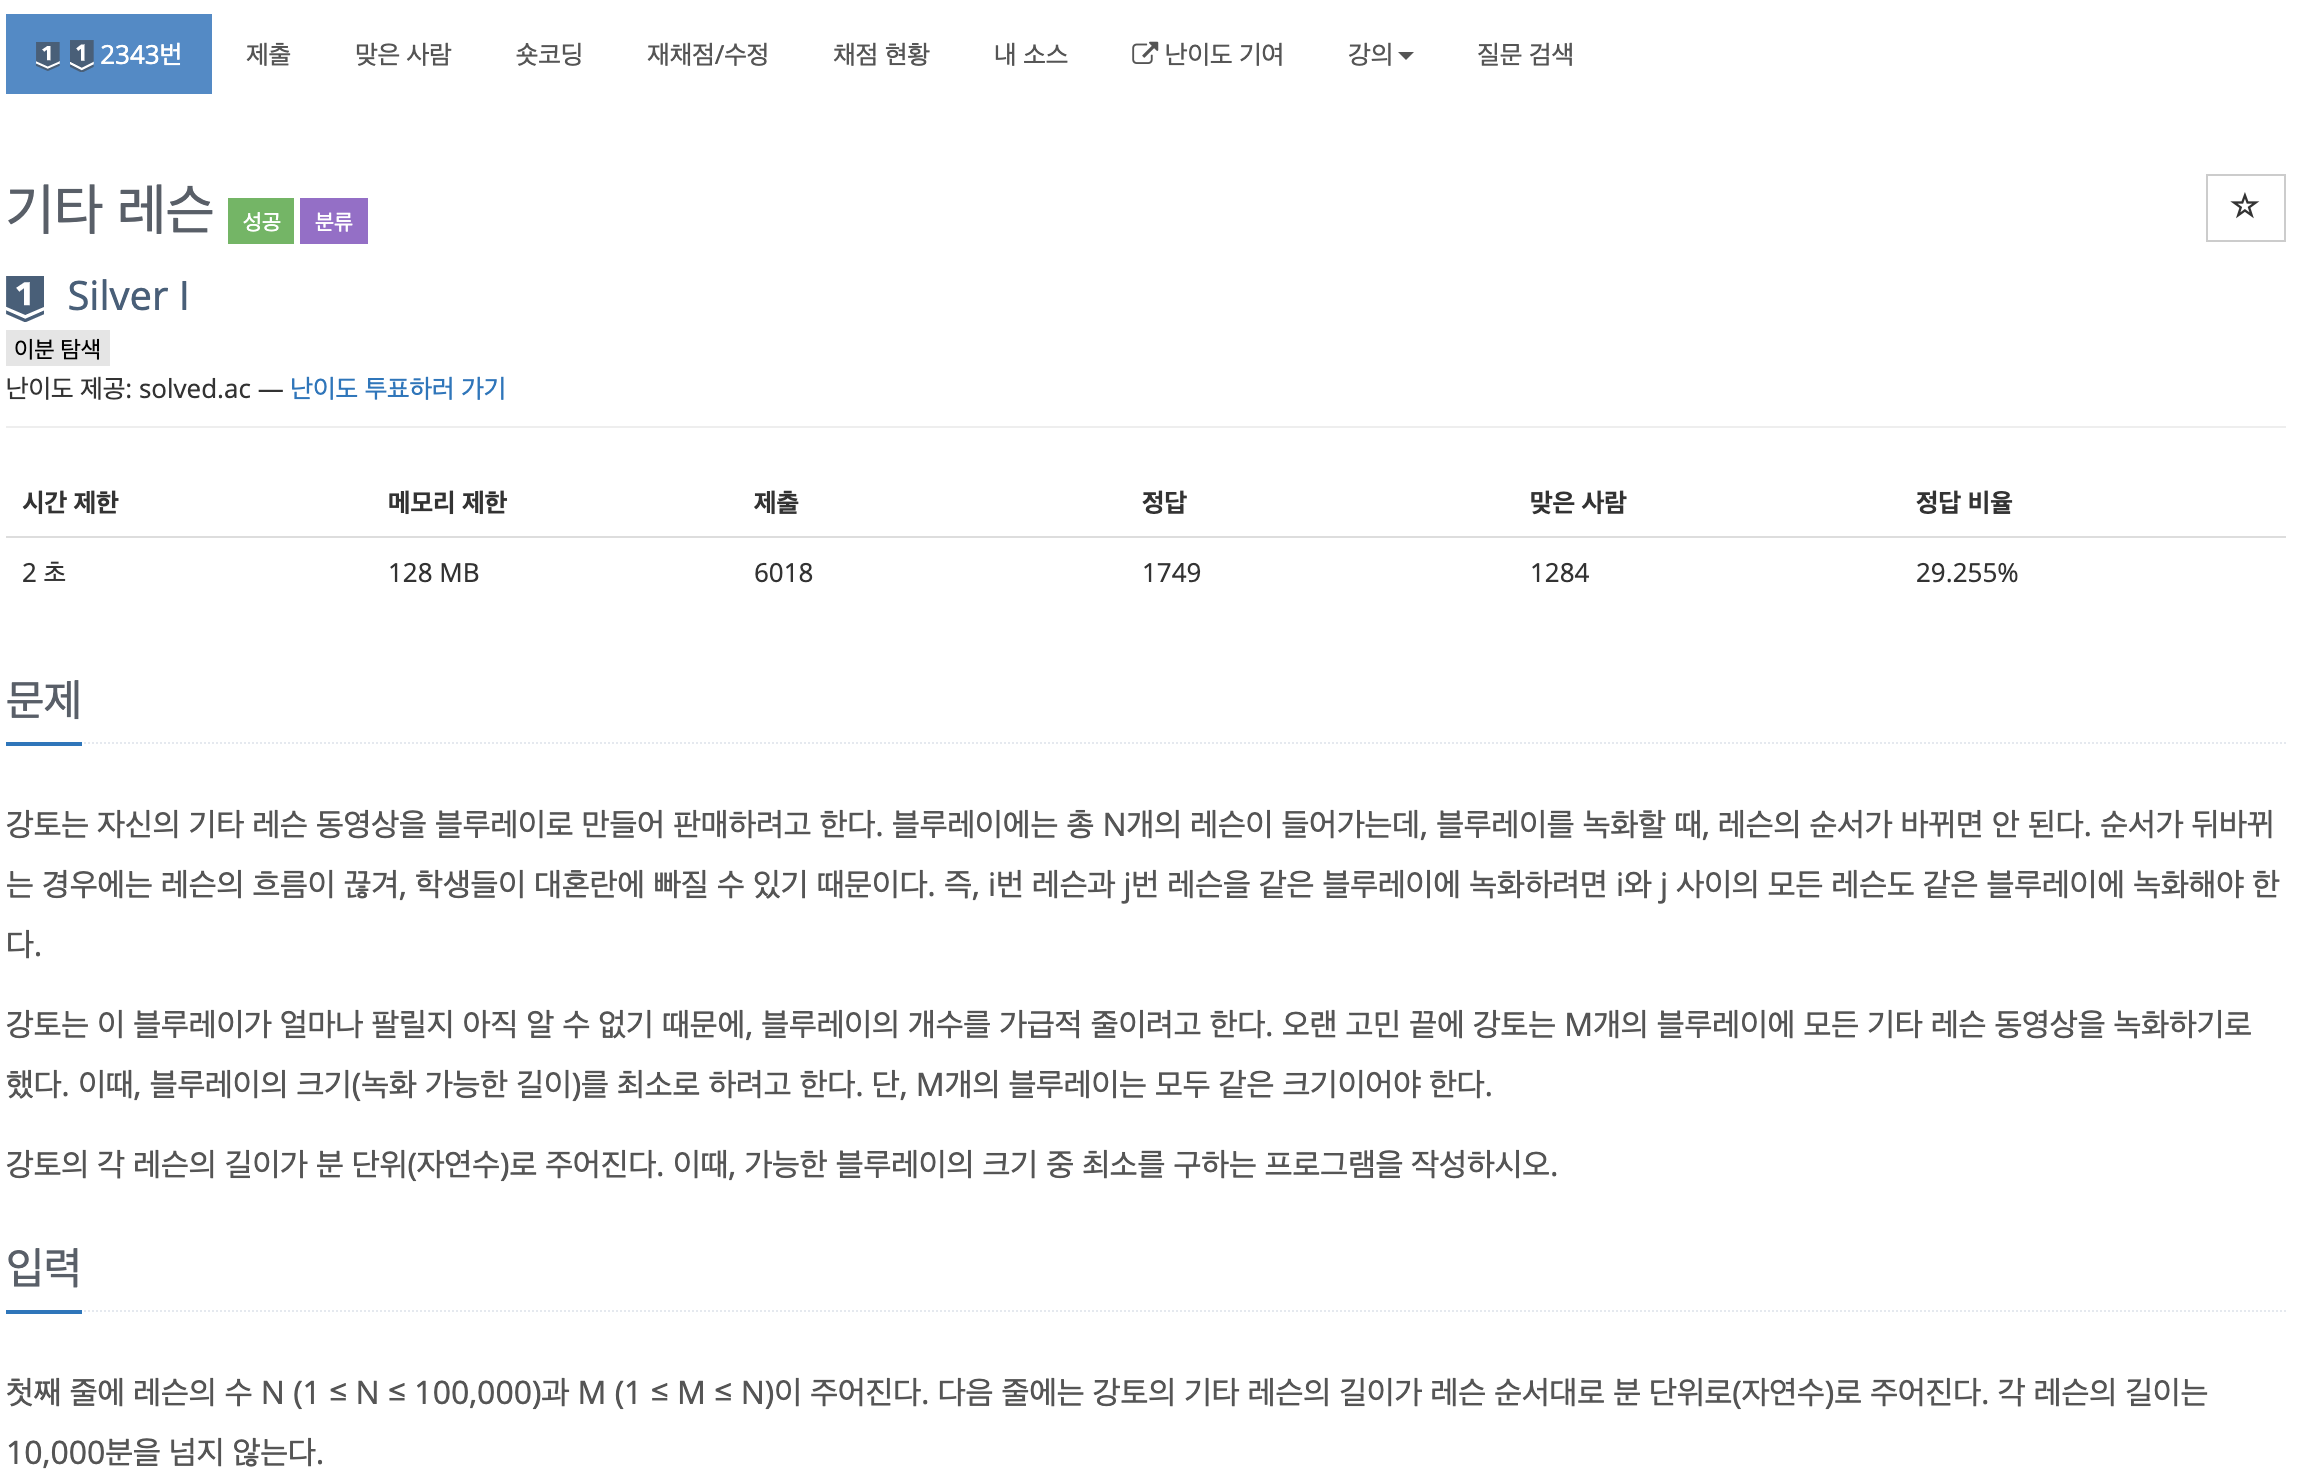 1 1 2343번 제출 맞은 사람 숏코딩 재채점/수정 채점 현황 내 소스 난이도 기여 강의 질문 검색
기타 레슨 성공 분류
1 Silver I
이분 탐색
난이도 제공: solved.ac — 난이도 투표하러 가기
시간 제한 메모리 제한 제출 정답 맞은 사람 정답 비율
2 초 128 MB 6018 1749 1284 29.255%
문제
강토는 자신의 기타 레슨 동영상을 블루레이로 만들어 판매하려고 한다. 블루레이에는 총 N개의 레슨이 들어가는데, 블루레이를 녹화할 때, 레슨의 순서가 바뀌면 안 된다. 순서가 뒤바뀌
는 경우에는 레슨의 흐름이 끊겨, 학생들이 대혼란에 빠질 수 있기 때문이다. 즉, i번 레슨과 j번 레슨을 같은 블루레이에 녹화하려면 i와 j 사이의 모든 레슨도 같은 블루레이에 녹화해야 한
다.
강토는 이 블루레이가 얼마나 팔릴지 아직 알 수 없기 때문에, 블루레이의 개수를 가급적 줄이려고 한다. 오랜 고민 끝에 강토는 M개의 블루레이에 모든 기타 레슨 동영상을 녹화하기로
했다. 이때, 블루레이의 크기(녹화 가능한 길이)를 최소로 하려고 한다. 단, M개의 블루레이는 모두 같은 크기이어야 한다.
강토의 각 레슨의 길이가 분 단위(자연수)로 주어진다. 이때, 가능한 블루레이의 크기 중 최소를 구하는 프로그램을 작성하시오.
입력
첫째 줄에 레슨의 수 N (1 ≤ N ≤ 100,000)과 M (1 ≤ M ≤ N)이 주어진다. 다음 줄에는 강토의 기타 레슨의 길이가 레슨 순서대로 분 단위로(자연수)로 주어진다. 각 레슨의 길이는
10,000분을 넘지 않는다.